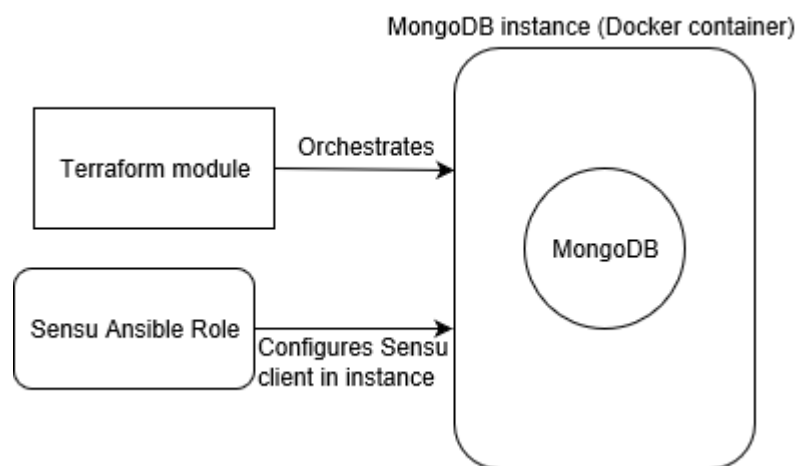 MongoDB instance (Docker container)
Terraform module
Orchestrates
MongoDB
Sensu Ansible Role
Configures Sensu
client in instance